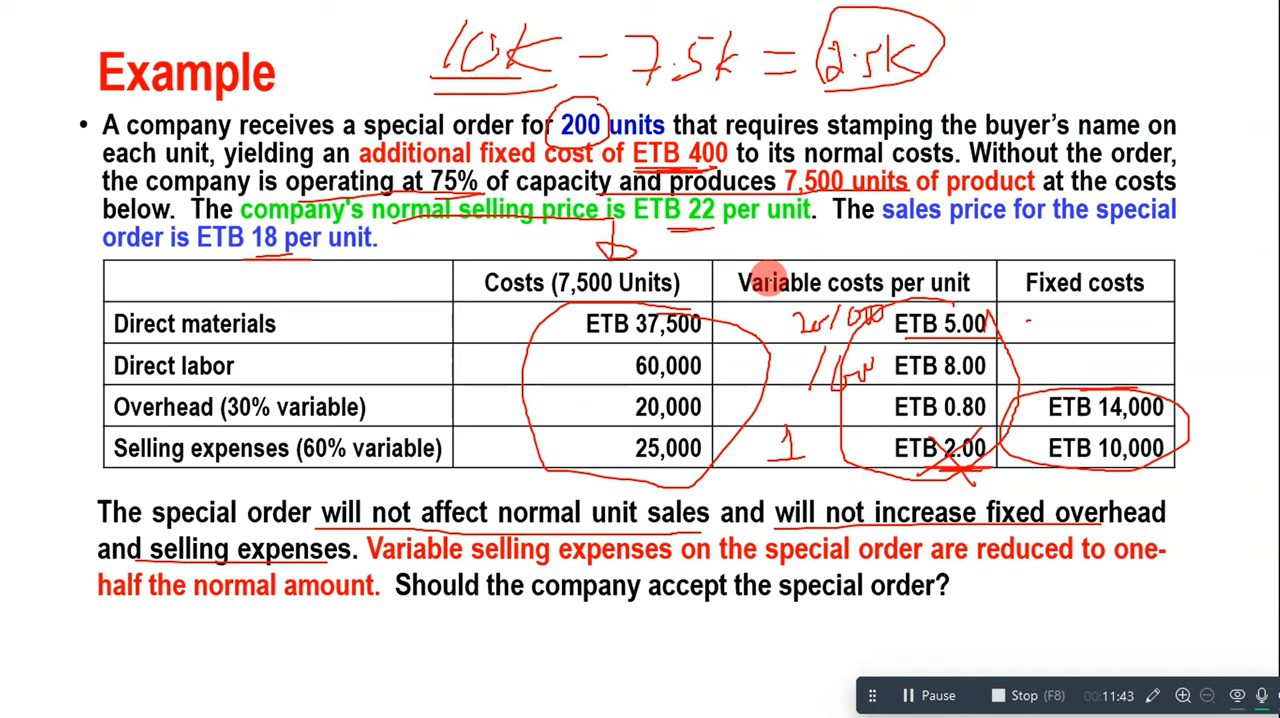 10K - 7.5K = 2.5K
Example
• A company receives a special order for 200 units that requires stamping the buyer's name on
each unit, yielding an additional fixed cost of ETB 400 to its normal costs. Without the order,
the company is operating at 75% of capacity and produces 7,500 units of product at the costs
below. The company's normal selling price is ETB 22 per unit. The sales price for the special
order is ETB 18 per unit.
Costs (7,500 Units) Variable costs per unit Fixed costs
Direct materials ETB 37,500 ETB 5.00
Direct labor 60,000 ETB 8.00
Overhead (30% variable) 20,000 ETB 0.80 ETB 14,000
Selling expenses (60% variable) 25,000 1 ETB 2.00 ETB 10,000
The special order will not affect normal unit sales and will not increase fixed overhead
and selling expenses. Variable selling expenses on the special order are reduced to one-
half the normal amount. Should the company accept the special order?
Pause Stop (F8) 00:11:43